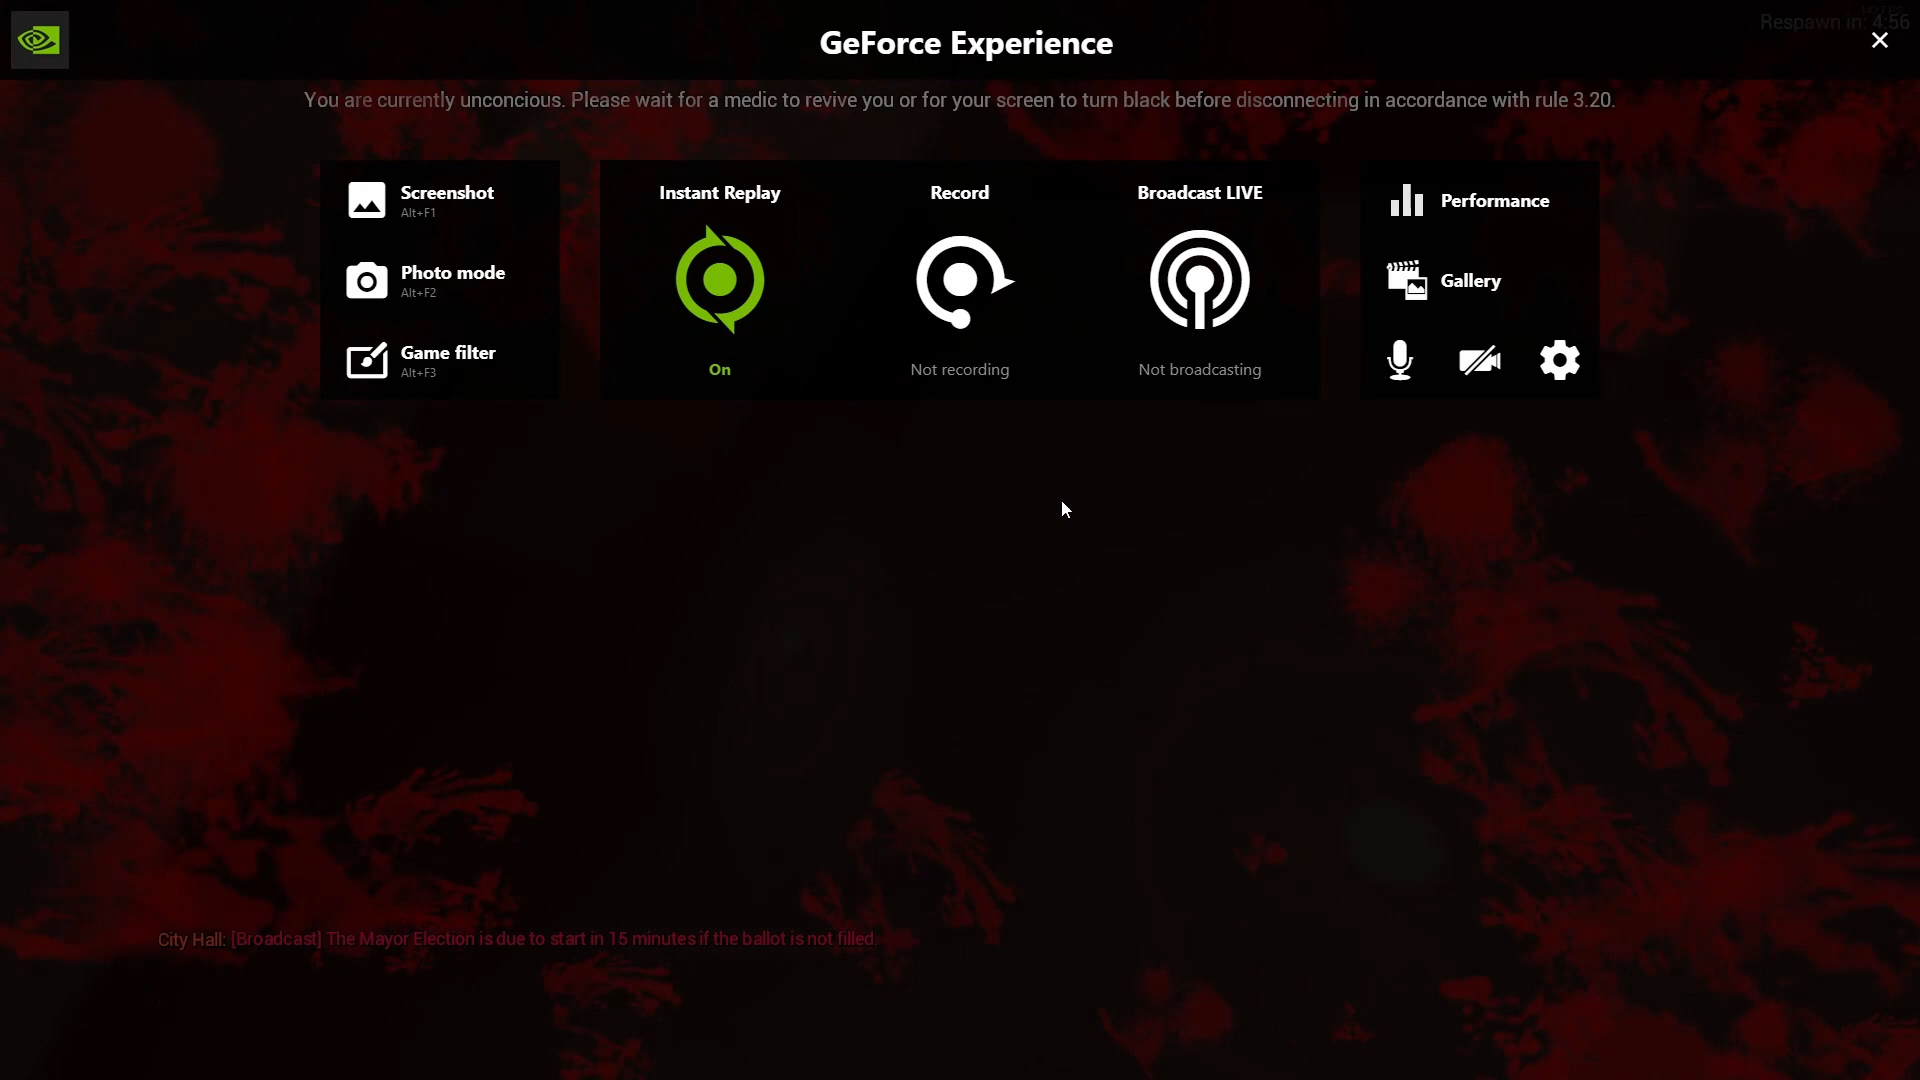 GeForce Experience
Respawn in: 4:56
You are currently unconcious. Please wait for a medic to revive you or for your screen to turn black before disconnecting in accordance with rule 3.20.
Screenshot
Alt+F1
Photo mode
Alt+F2
Game filter
Alt+F3
Instant Replay
On
Record
Not recording
Broadcast LIVE
Not broadcasting
Performance
Gallery
City Hall: [Broadcast] The Mayor Election is due to start in 15 minutes if the ballot is not filled.